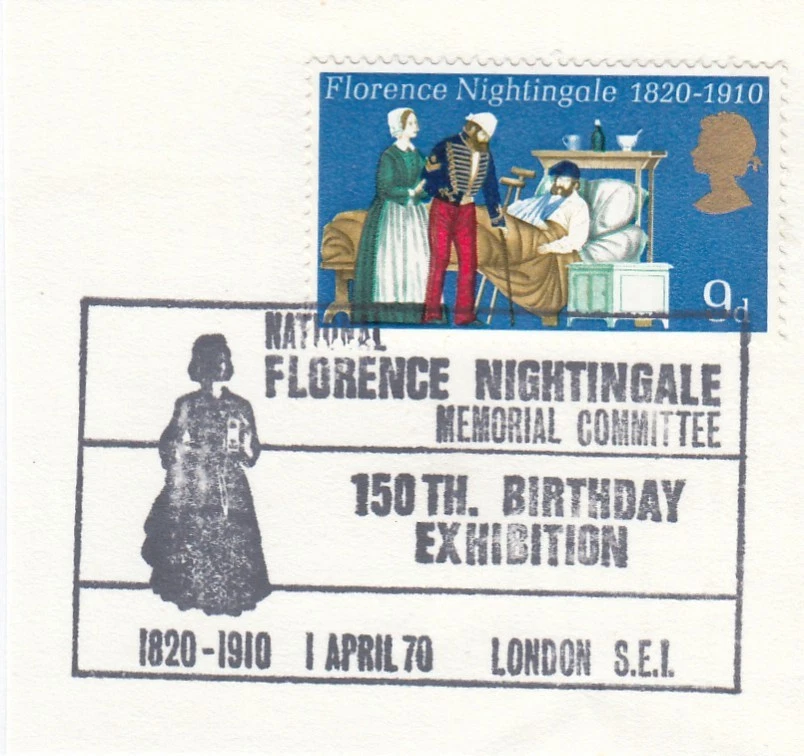 Florence Nightingale 1820-1910
9d
NATIONAL
FLORENCE NIGHTINGALE
MEMORIAL COMMITTEE
150TH. BIRTHDAY
EXHIBITION
1820-1910 1 APRIL 70 LONDON S.E.1.